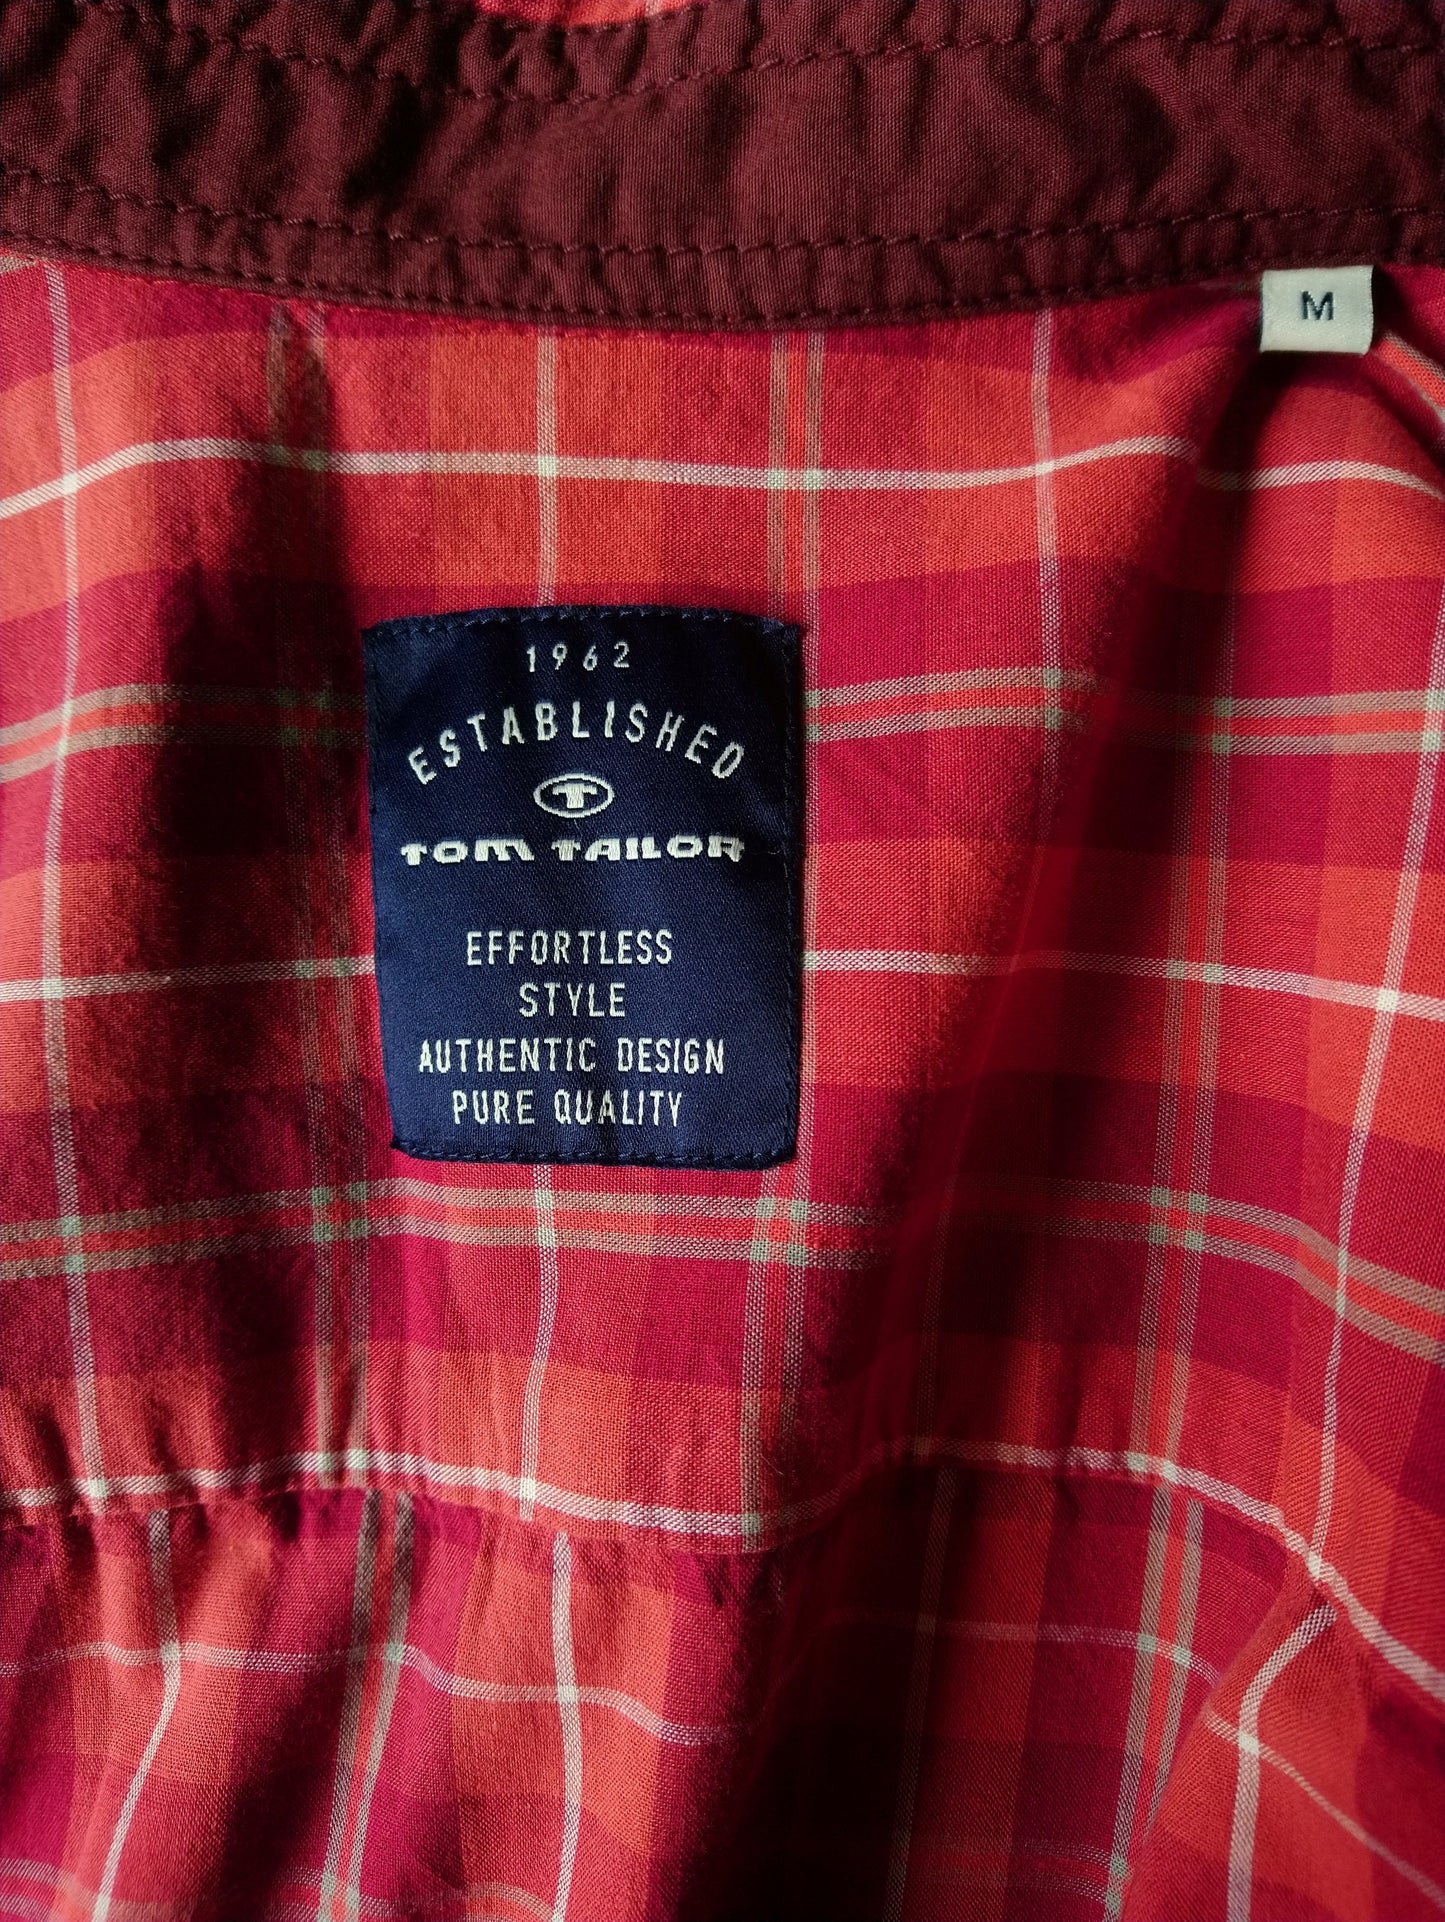 M
1962
ESTABLISHED
T
TOM TAILOR
EFFORTLESS
STYLE
AUTHENTIC DESIGN
PURE QUALITY